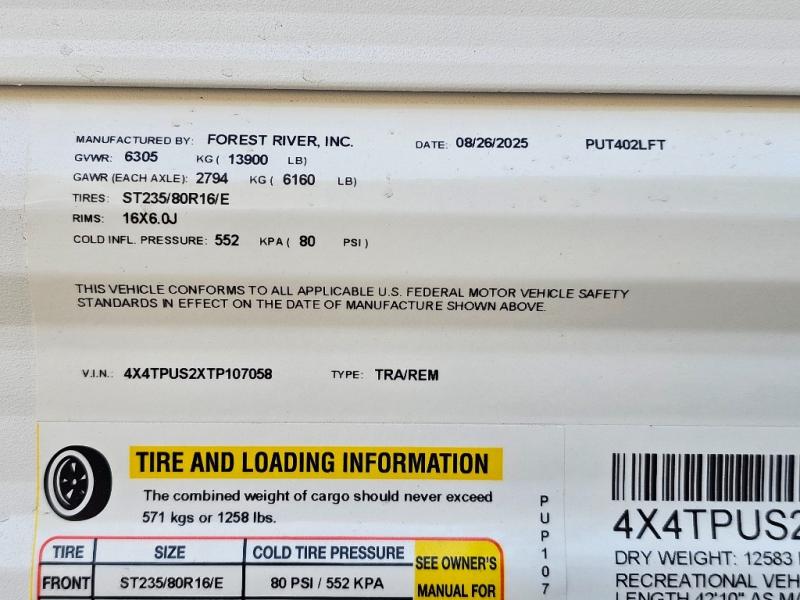 MANUFACTURED BY: FOREST RIVER, INC. DATE: 08/26/2025 PUT402LFT
GVWR: 6305 KG ( 13900 LB)
GAWR (EACH AXLE): 2794 KG ( 6160 LB)
TIRES: ST235/80R16/E
RIMS: 16X6.0J
COLD INFL. PRESSURE: 552 KPA ( 80 PSI )
THIS VEHICLE CONFORMS TO ALL APPLICABLE U.S. FEDERAL MOTOR VEHICLE SAFETY
STANDARDS IN EFFECT ON THE DATE OF MANUFACTURE SHOWN ABOVE.
V.I.N.: 4X4TPUS2XTP107058 TYPE: TRA/REM
TIRE AND LOADING INFORMATION
The combined weight of cargo should never exceed
571 kgs or 1258 lbs.
TIRE SIZE COLD TIRE PRESSURE SEE OWNER'S
FRONT ST235/80R16/E 80 PSI / 552 KPA MANUAL FOR
PUP107
4X4TPUS2
DRY WEIGHT: 12583
RECREATIONAL VEH
LENGTH 42'10" AS